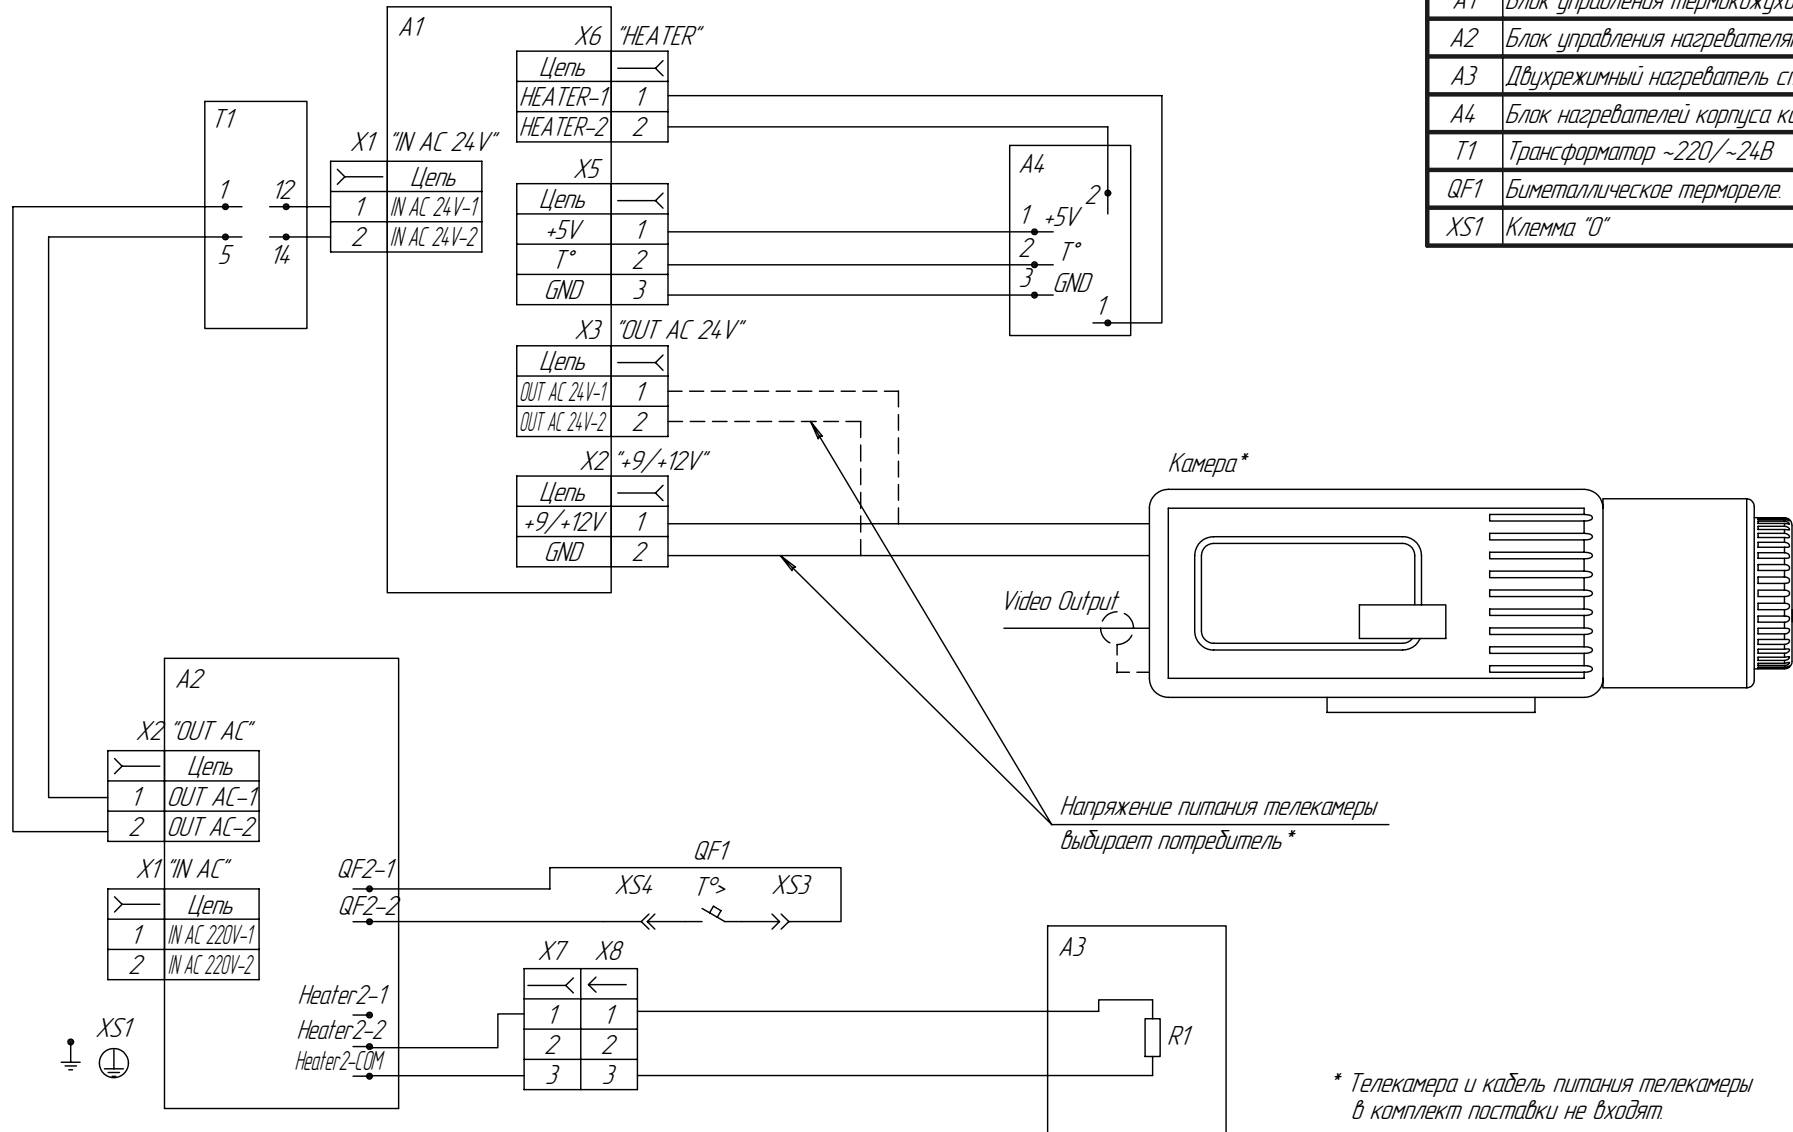 A1
X6 "HEATER"
Цепь
HEATER-1 1
HEATER-2 2
X5
Цепь
+5V 1
T° 2
GND 3
X3 "OUT AC 24V"
Цепь
OUT AC 24V-1 1
OUT AC 24V-2 2
X2 "+9/+12V"
Цепь
+9/+12V 1
GND 2
X1 "IN AC 24V"
Цепь
1 IN AC 24V-1
2 IN AC 24V-2
T1
1 12
5 14
A4
2
1 +5V
2 T°
3 GND
1
A1 Блок управления
A2 Блок управления
A3 Двухрежимный нагреватель
A4 Блок нагревателей корпуса
T1 Трансформатор ~220/~24В
QF1 Биметаллическое термореле.
XS1 Клемма "0"
Камера*
Video Output
Напряжение питания телекамеры
выбирает потребитель*
A2
X2 "OUT AC"
Цепь
1 OUT AC-1
2 OUT AC-2
X1 "IN AC"
Цепь
1 IN AC 220V-1
2 IN AC 220V-2
QF2-1
QF2-2
Heater2-1
Heater2-2
Heater2-COM
XS1
QF1
XS4 T°> XS3
X7 X8
1 1
2 2
3 3
A3
R1
* Телекамера и кабель питания телекамеры
в комплект поставки не входят.